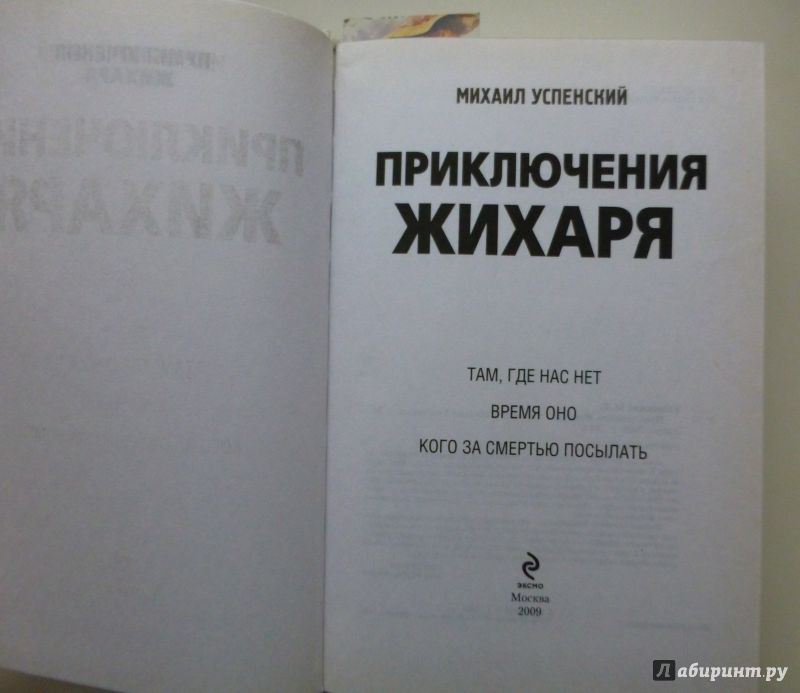 МИХАИЛ УСПЕНСКИЙ
ПРИКЛЮЧЕНИЯ
ЖИХАРЯ
ТАМ, ГДЕ НАС НЕТ
ВРЕМЯ ОНО
КОГО ЗА СМЕРТЬЮ ПОСЫЛАТЬ
ЭКСМО
Москва
2009
Лабиринт.ру